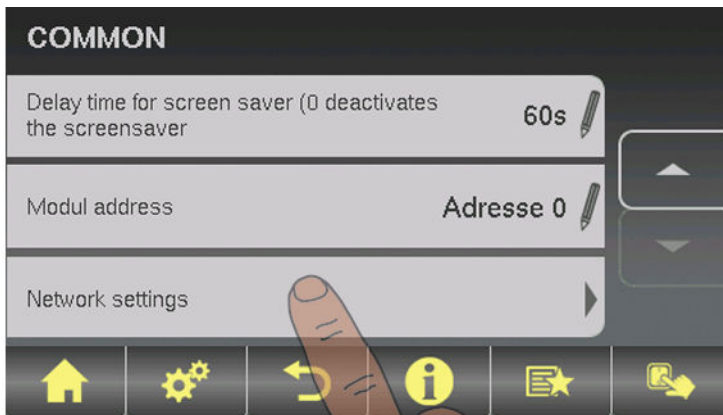 COMMON
Delay time for screen saver (0 deactivates
the screensaver
60s
Modul address
Adresse 0
Network settings